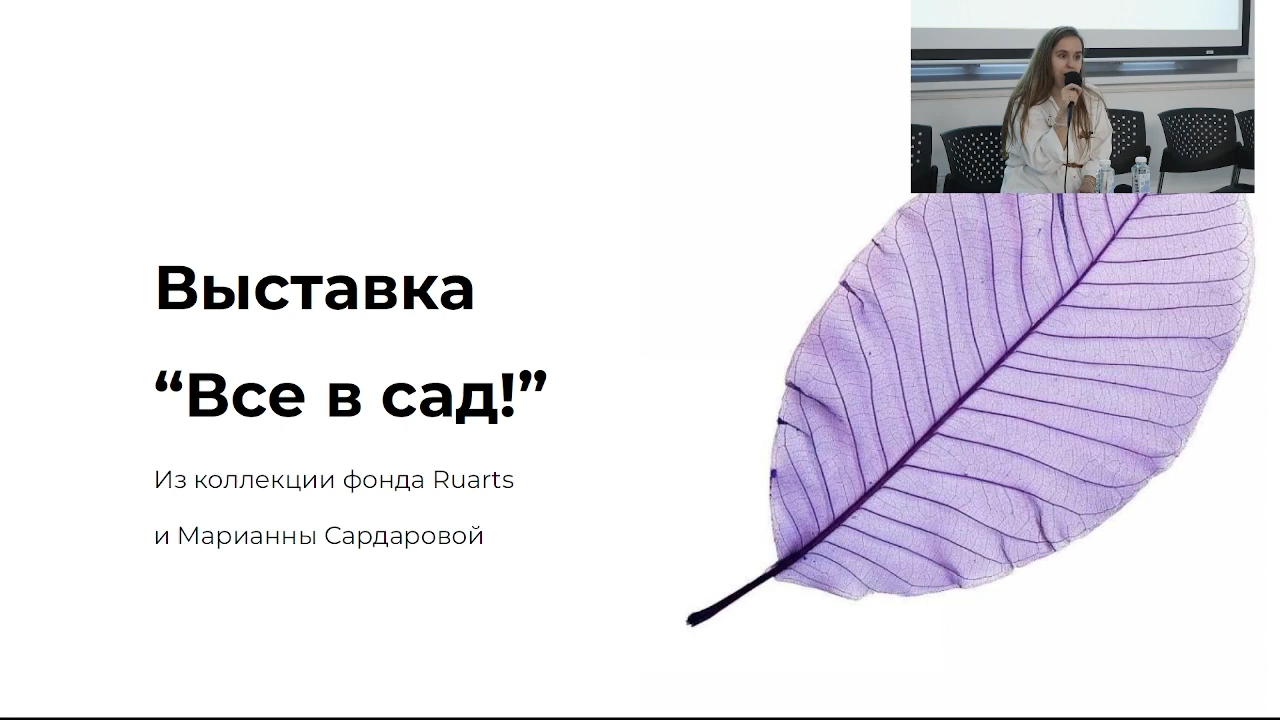 Выставка
“Все в сад!”
Из коллекции фонда Ruarts
и Марианны Сардаровой